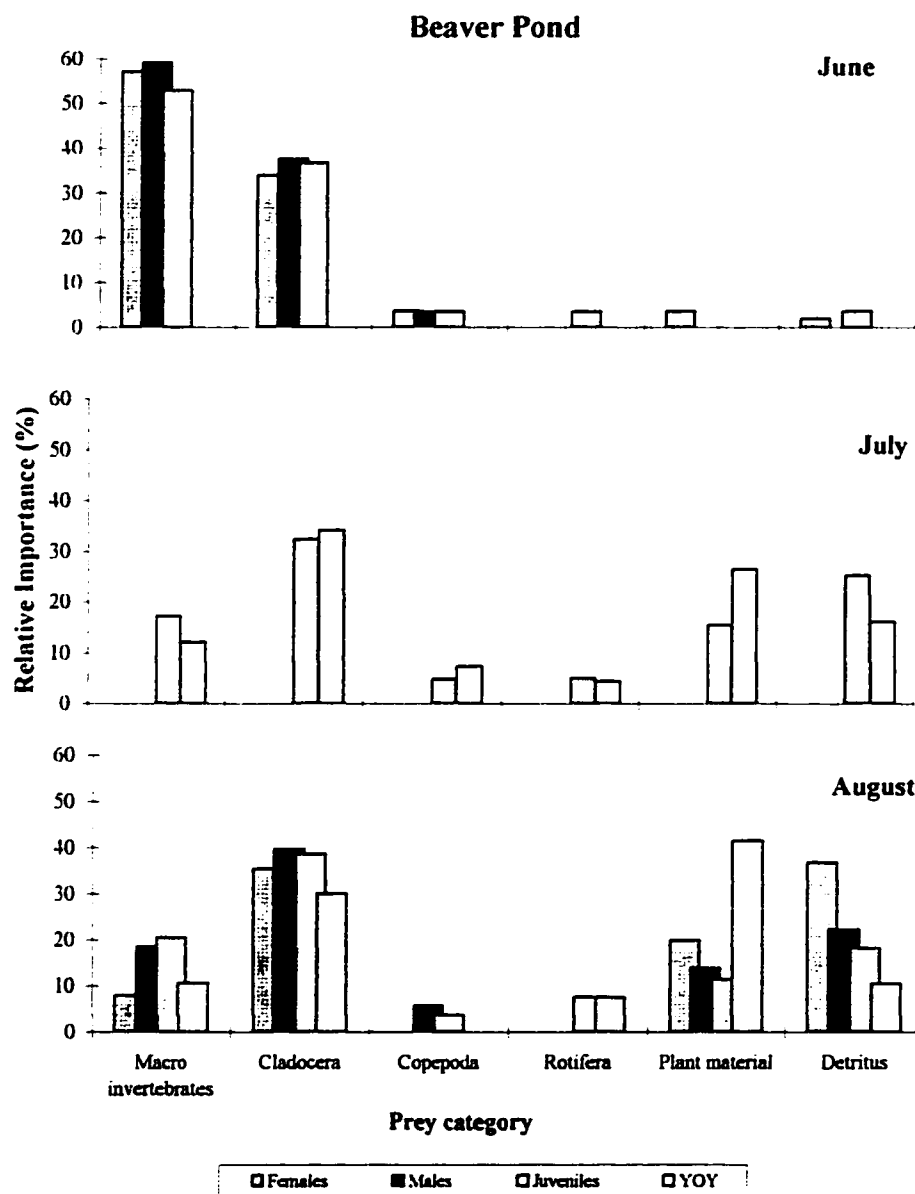 Beaver Pond
June
60
50
40
30
20
10
0
July
60
50
40
30
20
10
0
Relative Importance (%)
August
60
50
40
30
20
10
0
Macro invertebrates
Cladocera
Copepoda
Rotifera
Plant material
Detritus
Prey category
Females Males Juveniles YOY